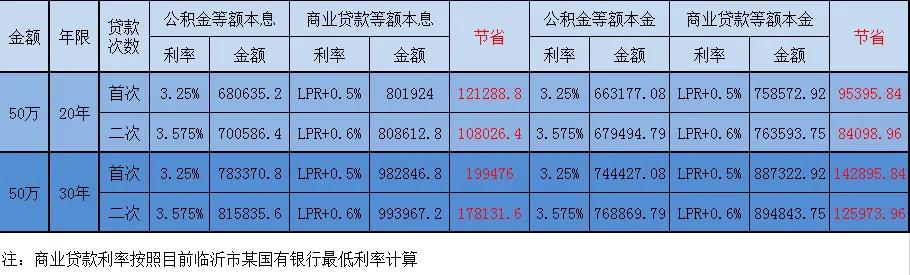 金额 年限 贷款次数 公积金等额本息 商业贷款等额本息 节省 公积金等额本金 商业贷款等额本金 节省
利率 金额 利率 金额 利率 金额 利率 金额
50万 20年 首次 3.25% 680635.2 LPR+0.5% 801924 121288.8 3.25% 663177.08 LPR+0.5% 758572.92 95395.84
二次 3.575% 700586.4 LPR+0.6% 808612.8 108026.4 3.575% 679494.79 LPR+0.6% 763593.75 84098.96
50万 30年 首次 3.25% 783370.8 LPR+0.5% 982846.8 199476 3.25% 744427.08 LPR+0.5% 887322.92 142895.84
二次 3.575% 815835.6 LPR+0.6% 993967.2 178131.6 3.575% 768869.79 LPR+0.6% 894843.75 125973.96
注：商业贷款利率按照目前临沂市某国有银行最低利率计算